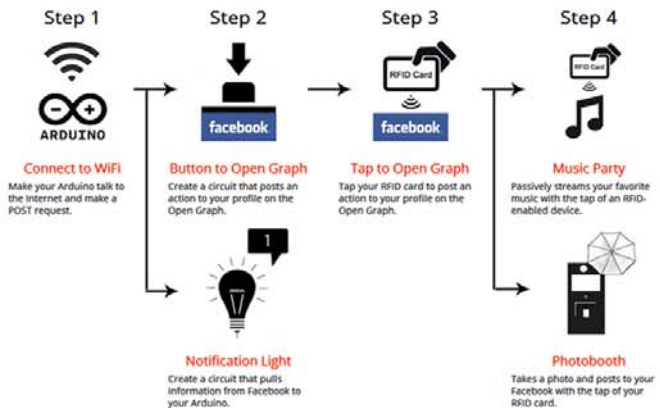 Step 1
Step 2
Step 3
Step 4
ARDUINO
facebook
RFID Card
facebook
RFID Card
Connect to WiFi
Make your Arduino talk to
the Internet and make a
POST request.
Button to Open Graph
Create a circuit that posts an
action to your profile on the
Open Graph.
Tap to Open Graph
Tap your RFID card to post an
action to your profile on the
Open Graph.
Music Party
Passively streams your favorite
music with the tap of an RFID-
enabled device.
1
Notification Light
Create a circuit that pulls
information from Facebook to
your Arduino.
Photobooth
Takes a photo and posts to your
Facebook with the tap of your
RFID card.